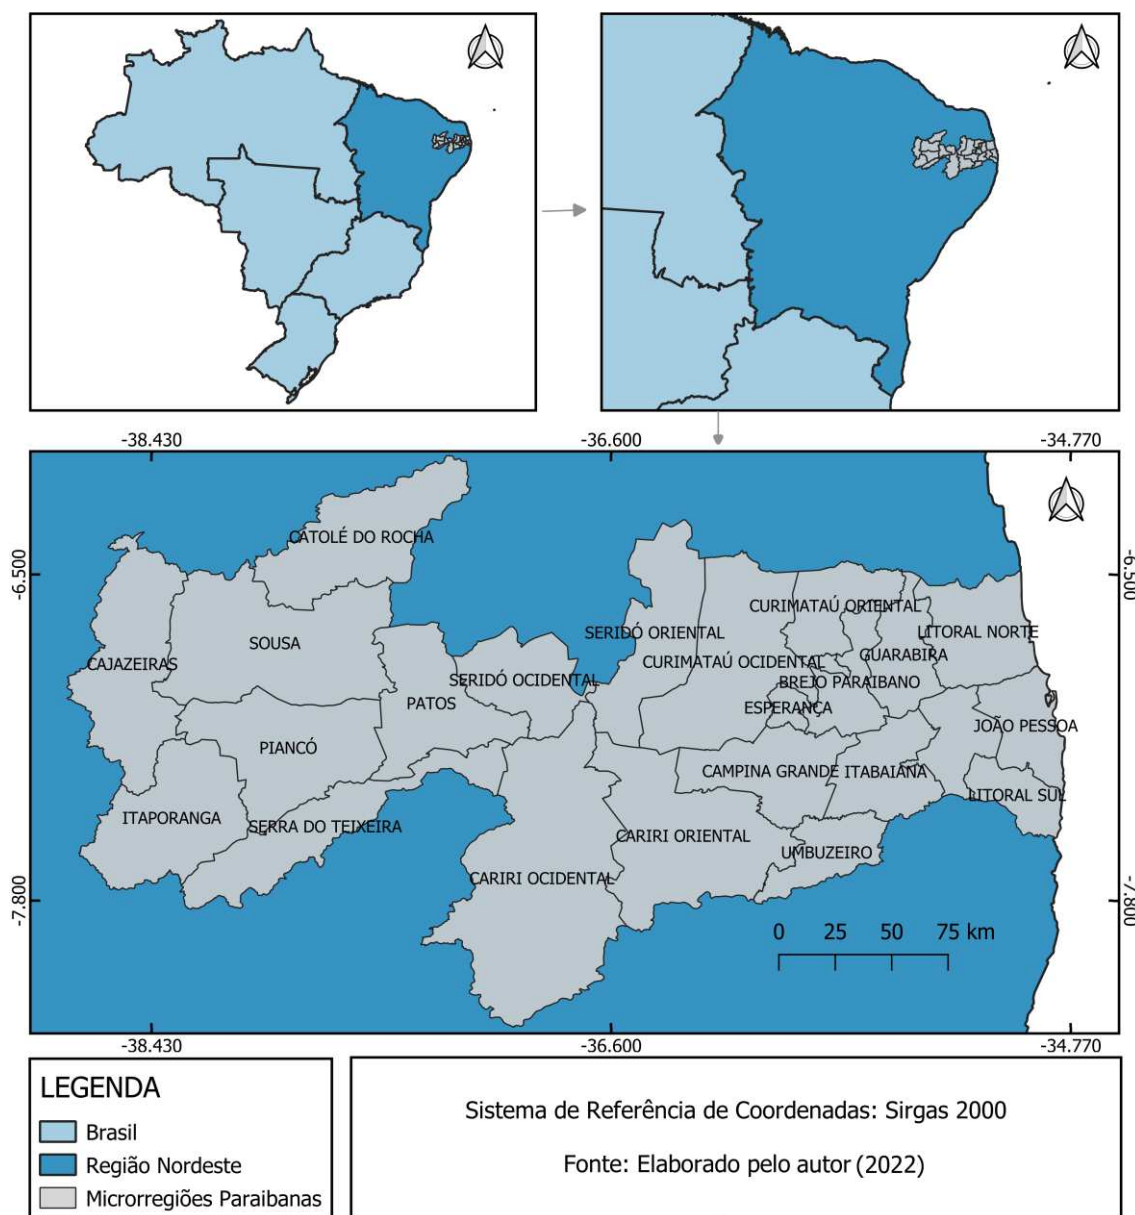 -38.430
-36.600
-34.770
CATOLÉ DO ROCHA
-6.500
-6.500
CURIMATAÚ ORIENTAL
SERIDÓ ORIENTAL
LITORAL NORTE
SOUSA
GUARABIRA
CAJAZEIRAS
CURIMATAÚ OCIDENTAL
SERIDÓ OCIDENTAL
BREJO PARAIBANO
PATOS
ESPERANÇA
JOÃO PESSOA
PIANCÓ
CAMPINA GRANDE
ITABAIANA
LITORAL SUL
ITAPORANGA
SERRA DO TEIXEIRA
CARIRI ORIENTAL
UMBUZEIRO
CARIRI OCIDENTAL
-7.800
-7.800
0 25 50 75 km
-38.430
-36.600
-34.770
LEGENDA
Brasil
Região Nordeste
Microrregiões Paraibanas
Sistema de Referência de Coordenadas: Sirgas 2000
Fonte: Elaborado pelo autor (2022)